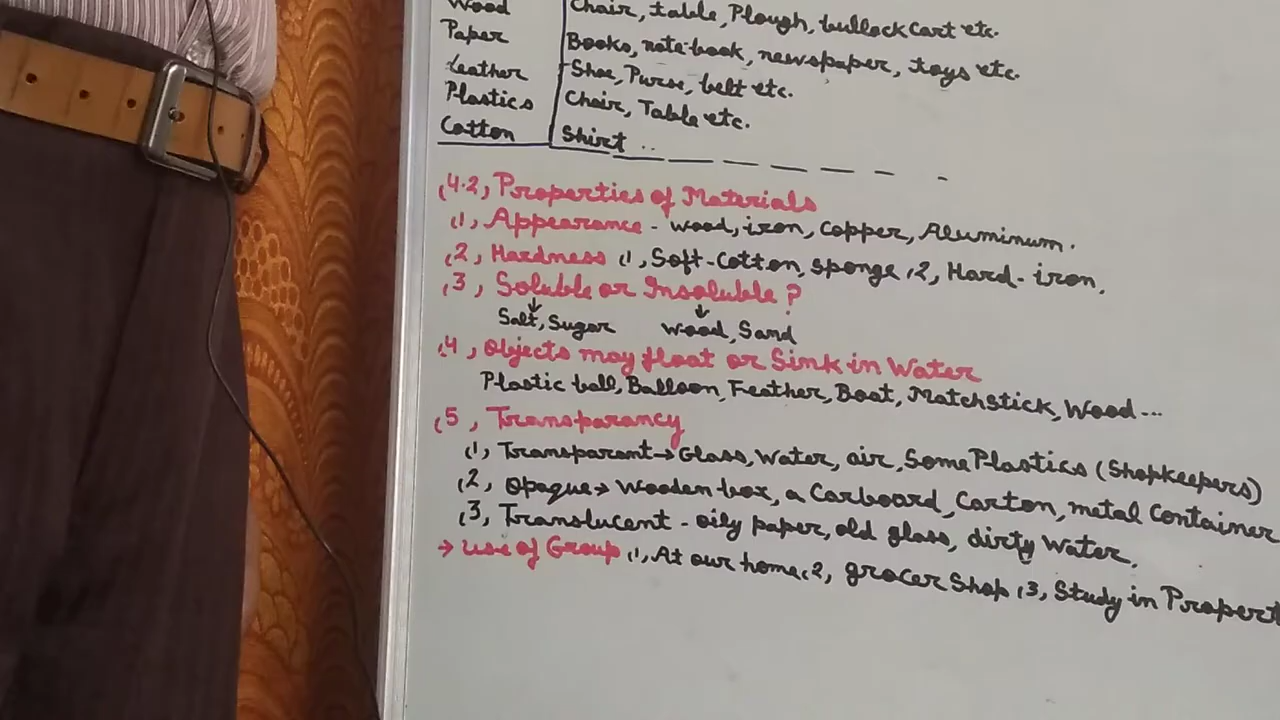 Wood Chair, table, Plough, bullock cart etc.
Paper Books, note-book, newspaper, toys etc.
Leather Shoe, Purse, belt etc.
Plastics Chair, Table etc.
Cotton Shirt ..
(4.2) Properties of Materials
(1) Appearance - wood, iron, Copper, Aluminum.
(2) Hardness (1) Soft-Cotton, Sponge (2) Hard - iron,
(3) Soluble or Insoluble ?
↓ ↓
Salt, Sugar Wood, Sand
(4) Objects may float or Sink in Water
Plastic ball, Balloon, Feather, Boat, Matchstick, Wood ...
(5) Transparancy
(1) Transparent → Glass, Water, air, Some Plastics (Shopkeepers)
(2) Opaque → Wooden box, a Carboard, Carton, metal Container
(3) Translucent - oily paper, old glass, dirty Water.
→ Use of Group (1) At our home (2) grocer Shop (3) Study in Propert